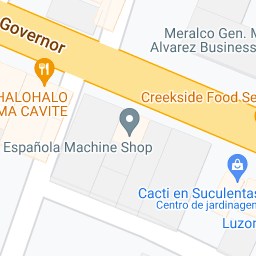 Governor
Meralco Gen. M
Alvarez Business
HALOHALO
MA CAVITE
Creekside Food Se
Española Machine Shop
Cacti en Suculentas
Centro de jardinagen
Luzon